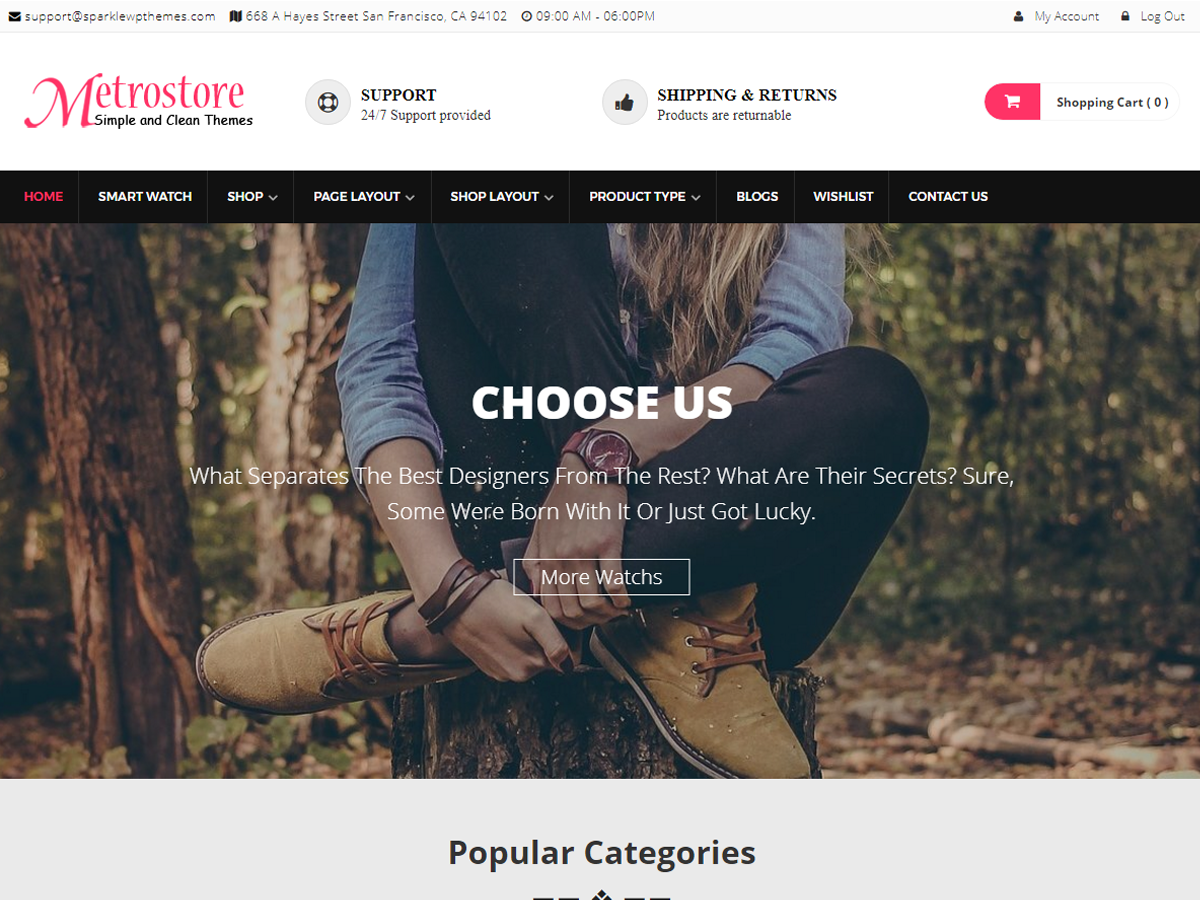 support@sparklewpthemes.com 668 A Hayes Street San Francisco, CA 94102 09:00 AM - 06:00PM My Account Log Out
Metrostore
Simple and Clean Themes
SUPPORT
24/7 Support provided
SHIPPING & RETURNS
Products are returnable
Shopping Cart ( 0 )
HOME SMART WATCH SHOP PAGE LAYOUT SHOP LAYOUT PRODUCT TYPE BLOGS WISHLIST CONTACT US
CHOOSE US
What Separates The Best Designers From The Rest? What Are Their Secrets? Sure,
Some Were Born With It Or Just Got Lucky.
More Watchs
Popular Categories